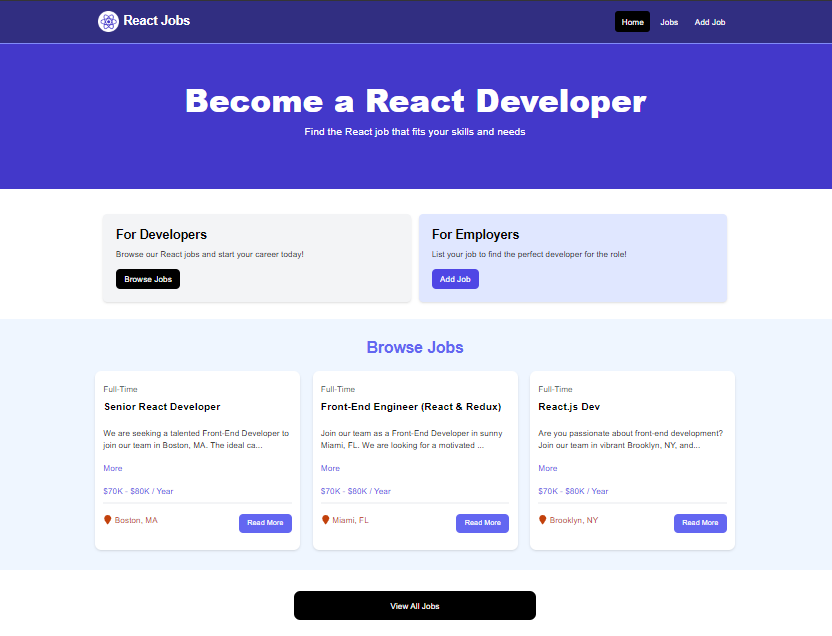 React Jobs
Home Jobs Add Job
Become a React Developer
Find the React job that fits your skills and needs
For Developers
Browse our React jobs and start your career today!
Browse Jobs
For Employers
List your job to find the perfect developer for the role!
Add Job
Browse Jobs
Full-Time
Senior React Developer
We are seeking a talented Front-End Developer to
join our team in Boston, MA. The ideal ca...
More
$70K - $80K / Year
Boston, MA
Read More
Full-Time
Front-End Engineer (React & Redux)
Join our team as a Front-End Developer in sunny
Miami, FL. We are looking for a motivated ...
More
$70K - $80K / Year
Miami, FL
Read More
Full-Time
React.js Dev
Are you passionate about front-end development?
Join our team in vibrant Brooklyn, NY, and...
More
$70K - $80K / Year
Brooklyn, NY
Read More
View All Jobs